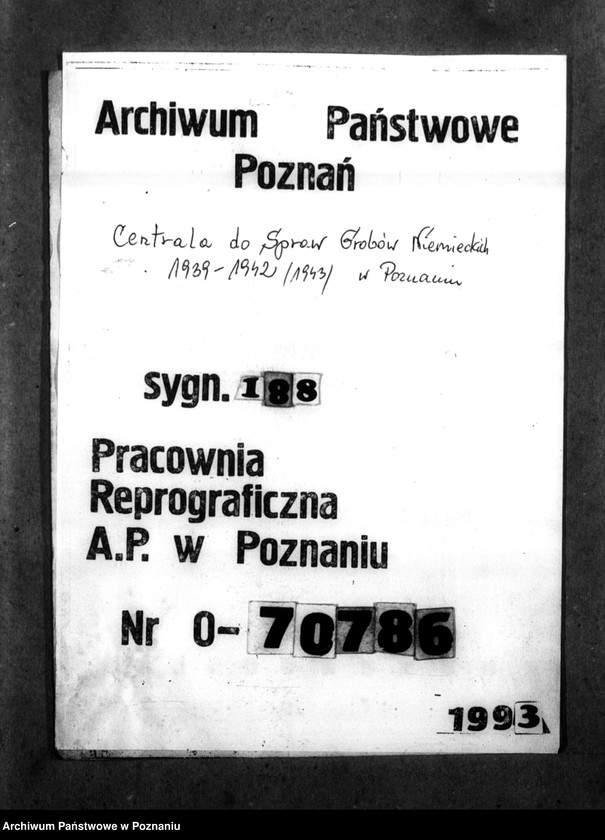 Archiwum Państwowe
Poznań
Centrala do Spraw Grobów Niemieckich
1939-1942 /1943/ w Poznaniu
sygn. 188
Pracownia
Reprograficzna
A.P. w Poznaniu
Nr O-70786
1993
Archiwum Państwowe w Poznaniu